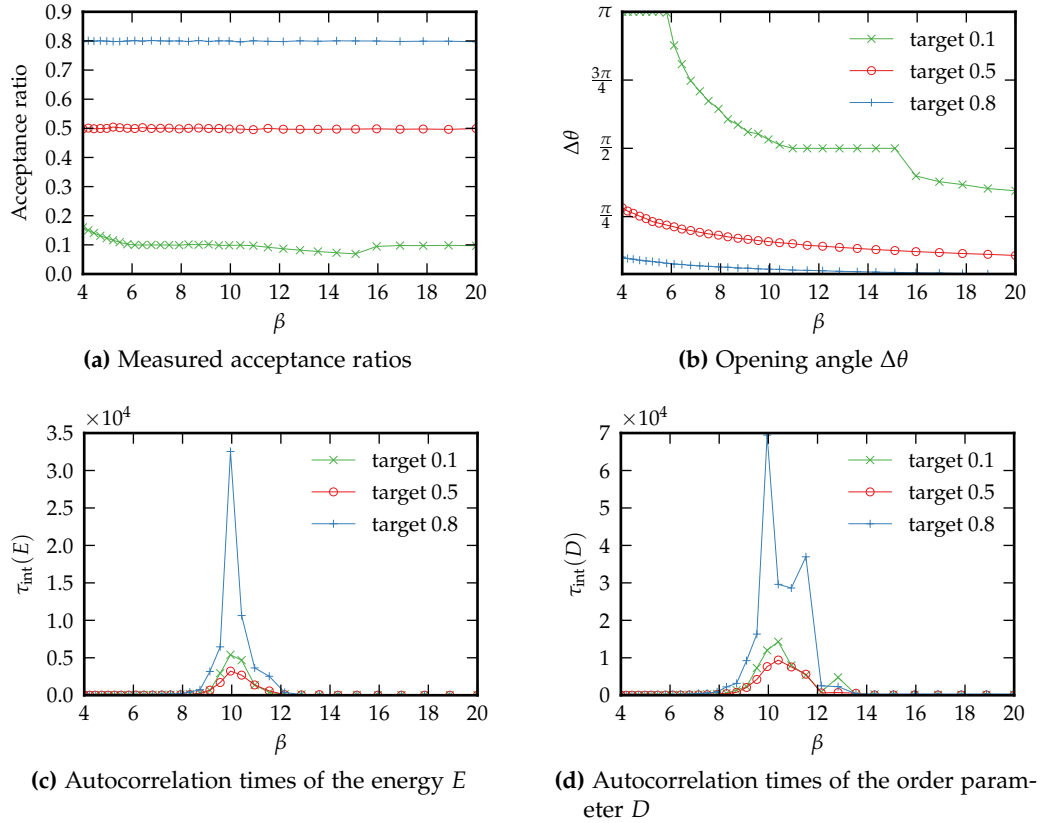 Acceptance ratio
0.9
0.8
0.7
0.6
0.5
0.4
0.3
0.2
0.1
0.0
4 6 8 10 12 14 16 18 20
β
(a) Measured acceptance ratios
Δθ
π
3π/4
π/2
π/4
target 0.1
target 0.5
target 0.8
4 6 8 10 12 14 16 18 20
β
(b) Opening angle Δθ
×10⁴
τint(E)
3.5
3.0
2.5
2.0
1.5
1.0
0.5
0.0
target 0.1
target 0.5
target 0.8
4 6 8 10 12 14 16 18 20
β
(c) Autocorrelation times of the energy E
×10⁴
τint(D)
7
6
5
4
3
2
1
0
target 0.1
target 0.5
target 0.8
4 6 8 10 12 14 16 18 20
β
(d) Autocorrelation times of the order param-
eter D